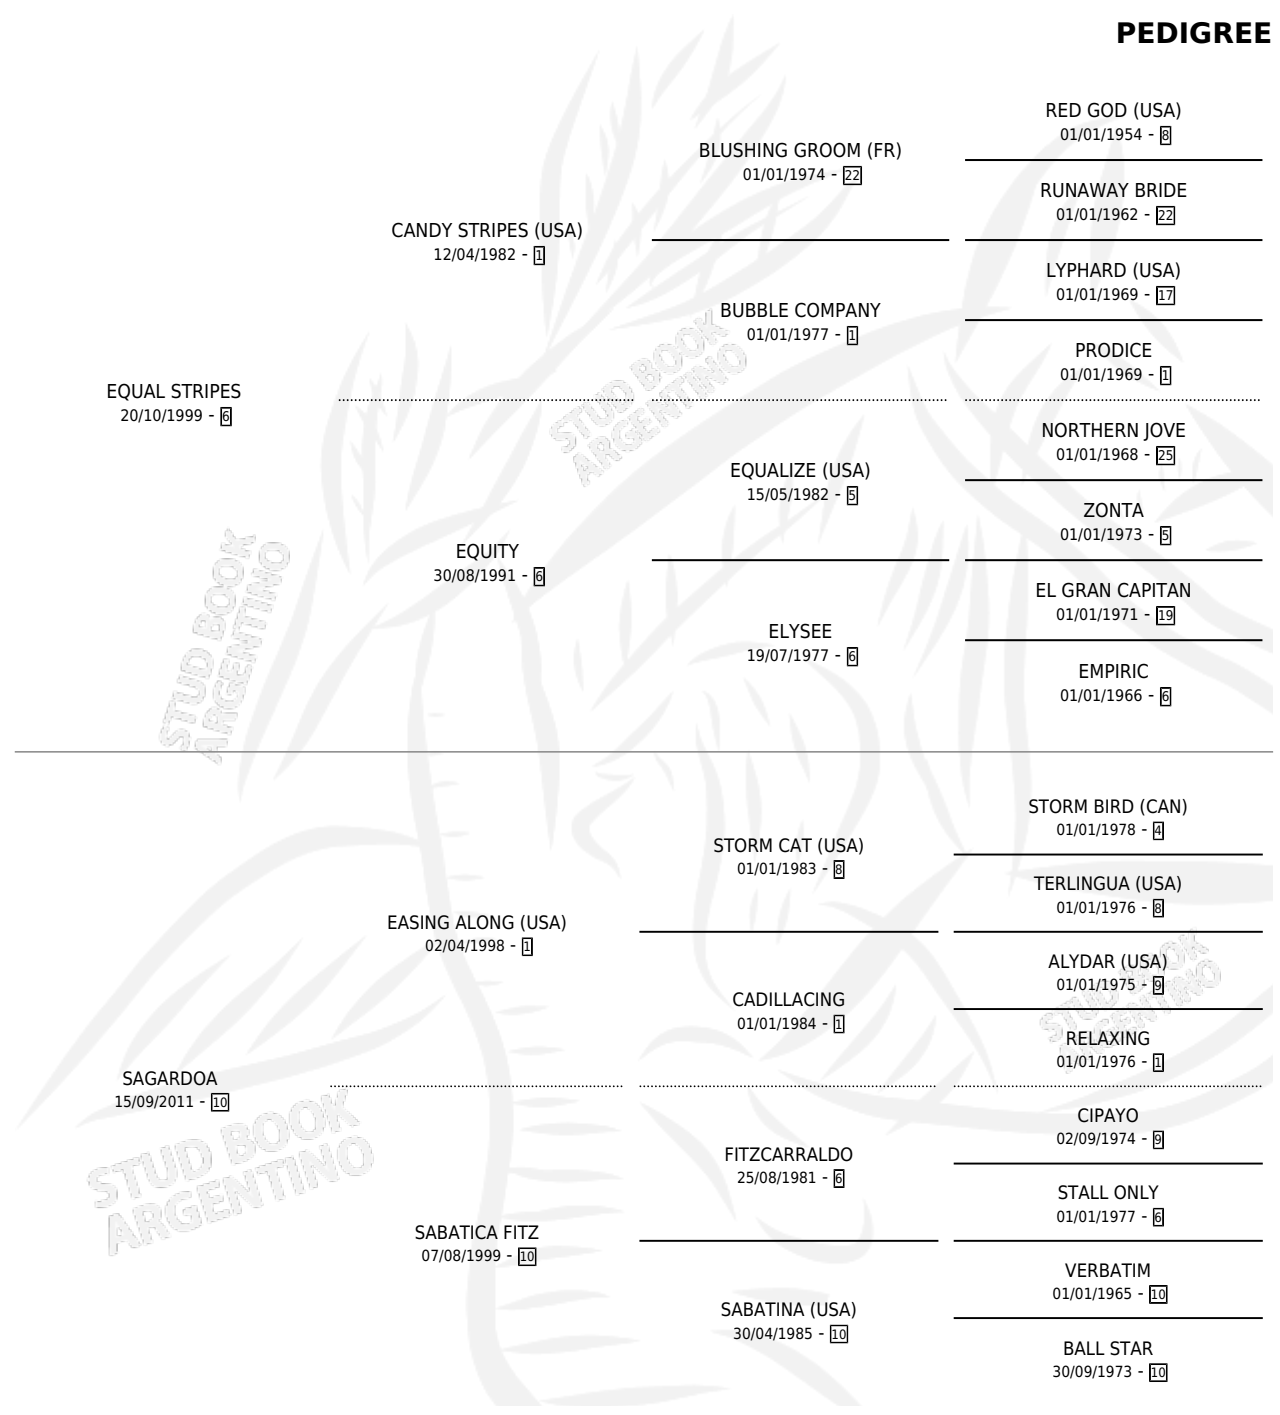 PEDIGREE
RED GOD (USA)
01/01/1954 - 8
BLUSHING GROOM (FR)
01/01/1974 - 22
RUNAWAY BRIDE
01/01/1962 - 22
CANDY STRIPES (USA)
12/04/1982 - 1
LYPHARD (USA)
01/01/1969 - 17
BUBBLE COMPANY
01/01/1977 - 1
PRODICE
01/01/1969 - 1
EQUAL STRIPES
20/10/1999 - 6
NORTHERN JOVE
01/01/1968 - 25
EQUALIZE (USA)
15/05/1982 - 5
ZONTA
01/01/1973 - 5
EQUITY
30/08/1991 - 6
EL GRAN CAPITAN
01/01/1971 - 19
ELYSEE
19/07/1977 - 6
EMPIRIC
01/01/1966 - 6
STUD BOOK
ARGENTINO
STUD BOOK
ARGENTINO
STORM BIRD (CAN)
01/01/1978 - 4
STORM CAT (USA)
01/01/1983 - 8
TERLINGUA (USA)
01/01/1976 - 8
EASING ALONG (USA)
02/04/1998 - 1
ALYDAR (USA)
01/01/1975 - 9
CADILLACING
01/01/1984 - 1
RELAXING
01/01/1976 - 1
SAGARDOA
15/09/2011 - 10
CIPAYO
02/09/1974 - 9
FITZCARRALDO
25/08/1981 - 6
STALL ONLY
01/01/1977 - 6
SABATICA FITZ
07/08/1999 - 10
VERBATIM
01/01/1965 - 10
SABATINA (USA)
30/04/1985 - 10
BALL STAR
30/09/1973 - 10
STUD BOOK
ARGENTINO
STUD BOOK
ARGENTINO